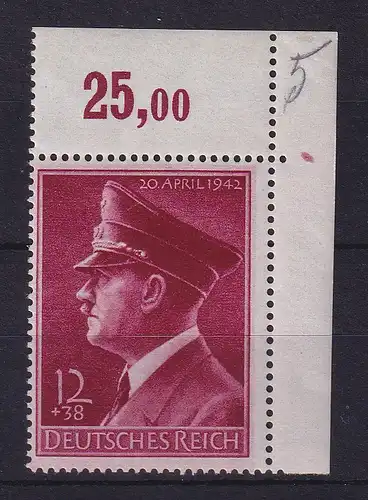 25,00
5
20. APRIL 1942
12
+38
DEUTSCHES REICH